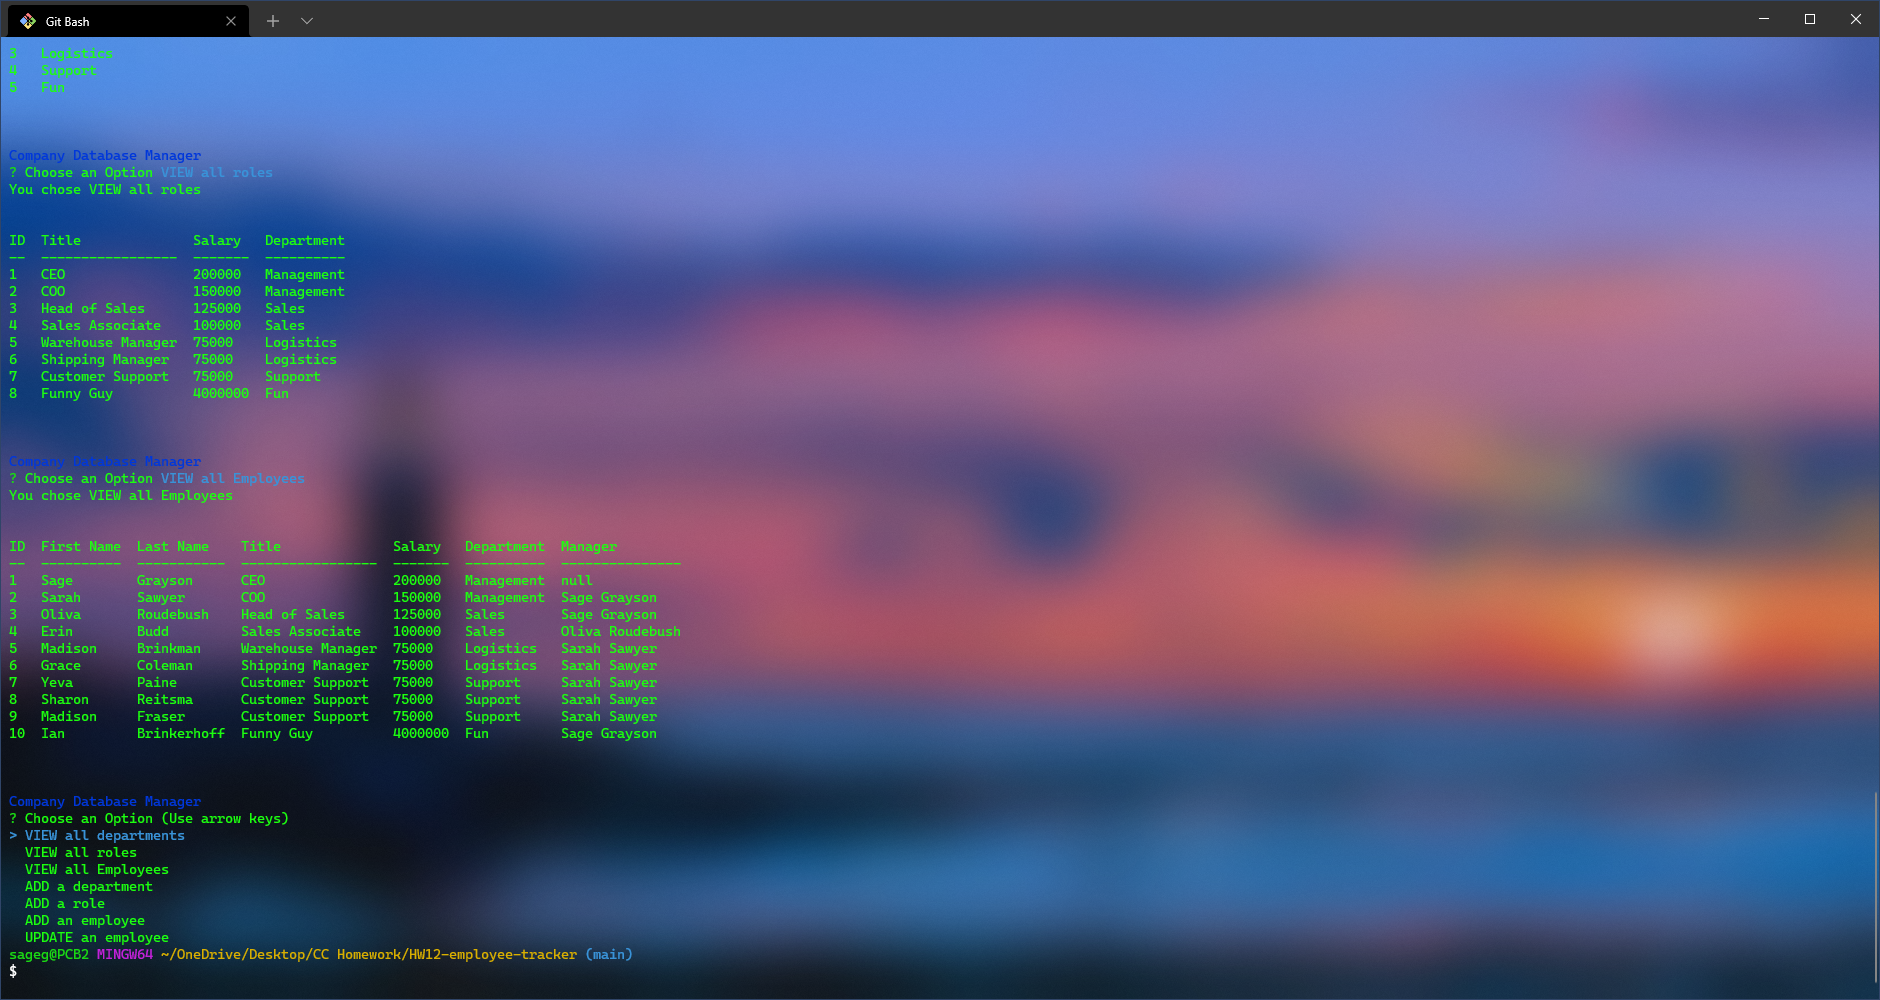 Git Bash
3   Logistics
4   Support
5   Fun
Company Database Manager
? Choose an Option VIEW all roles
You chose VIEW all roles
ID  Title              Salary   Department
--  -----------------  -------  ----------
1   CEO                200000   Management
2   COO                150000   Management
3   Head of Sales      125000   Sales
4   Sales Associate    100000   Sales
5   Warehouse Manager  75000    Logistics
6   Shipping Manager   75000    Logistics
7   Customer Support   75000    Support
8   Funny Guy          4000000  Fun
Company Database Manager
? Choose an Option VIEW all Employees
You chose VIEW all Employees
ID  First Name  Last Name    Title              Salary   Department  Manager
--  ----------  -----------  -----------------  -------  ----------  ---------------
1   Sage        Grayson      CEO                200000   Management  null
2   Sarah       Sawyer       COO                150000   Management  Sage Grayson
3   Oliva       Roudebush    Head of Sales      125000   Sales       Sage Grayson
4   Erin        Budd         Sales Associate    100000   Sales       Oliva Roudebush
5   Madison     Brinkman     Warehouse Manager  75000    Logistics   Sarah Sawyer
6   Grace       Coleman      Shipping Manager   75000    Logistics   Sarah Sawyer
7   Yeva        Paine        Customer Support   75000    Support     Sarah Sawyer
8   Sharon      Reitsma      Customer Support   75000    Support     Sarah Sawyer
9   Madison     Fraser       Customer Support   75000    Support     Sarah Sawyer
10  Ian         Brinkerhoff  Funny Guy          4000000  Fun         Sage Grayson
Company Database Manager
? Choose an Option (Use arrow keys)
> VIEW all departments
  VIEW all roles
  VIEW all Employees
  ADD a department
  ADD a role
  ADD an employee
  UPDATE an employee
sageg@PCB2 MINGW64 ~/OneDrive/Desktop/CC Homework/HW12-employee-tracker (main)
$